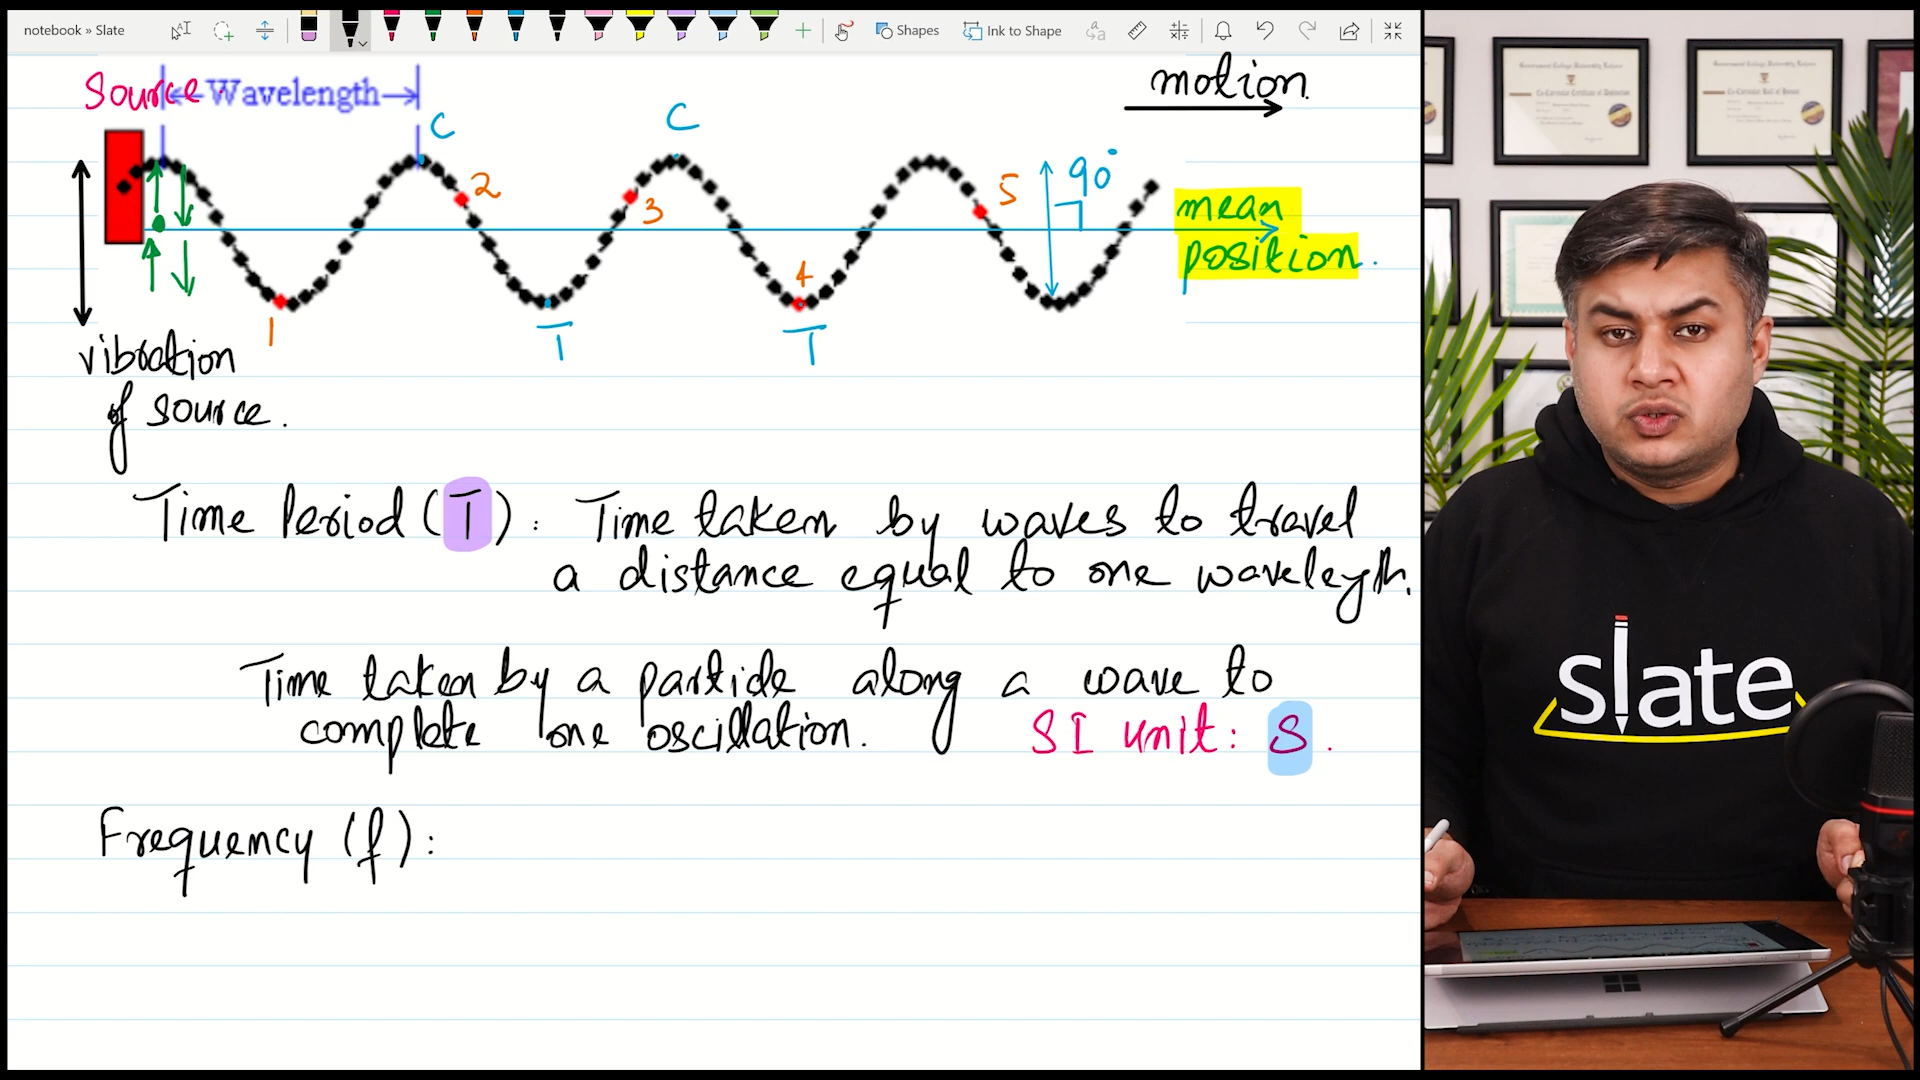 notebook » Slate
Shapes
Ink to Shape
Source
Wavelength
motion
C
C
90°
2
3
5
mean
position.
4
1
T
T
vibration
of source.
Time Period (T): Time taken by waves to travel
a distance equal to one wavelegth.
Time taken by a particle along a wave to
complete one oscillation. SI unit: S.
Frequency (f):
slate